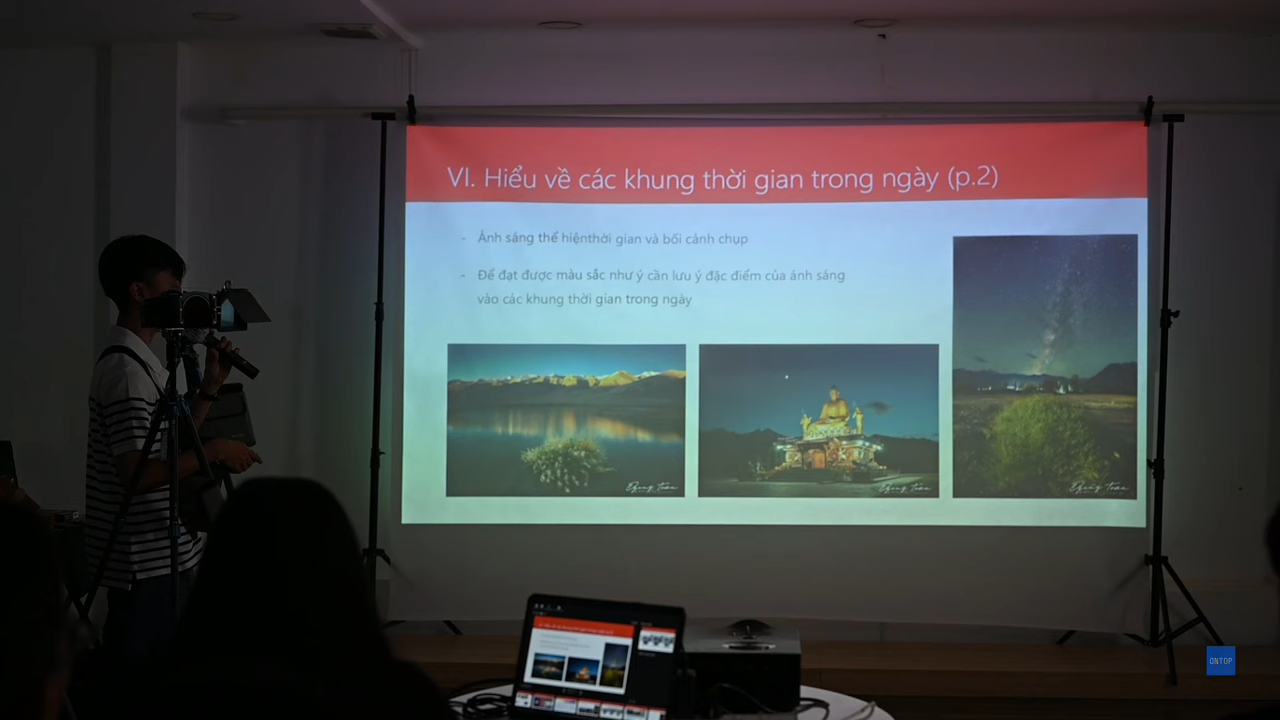 VI. Hiểu về các khung thời gian trong ngày (p.2)
- Ánh sáng thể hiệnthời gian và bối cảnh chụp
- Để đạt được màu sắc như ý cần lưu ý đặc điểm của ánh sáng
vào các khung thời gian trong ngày
ONTOP